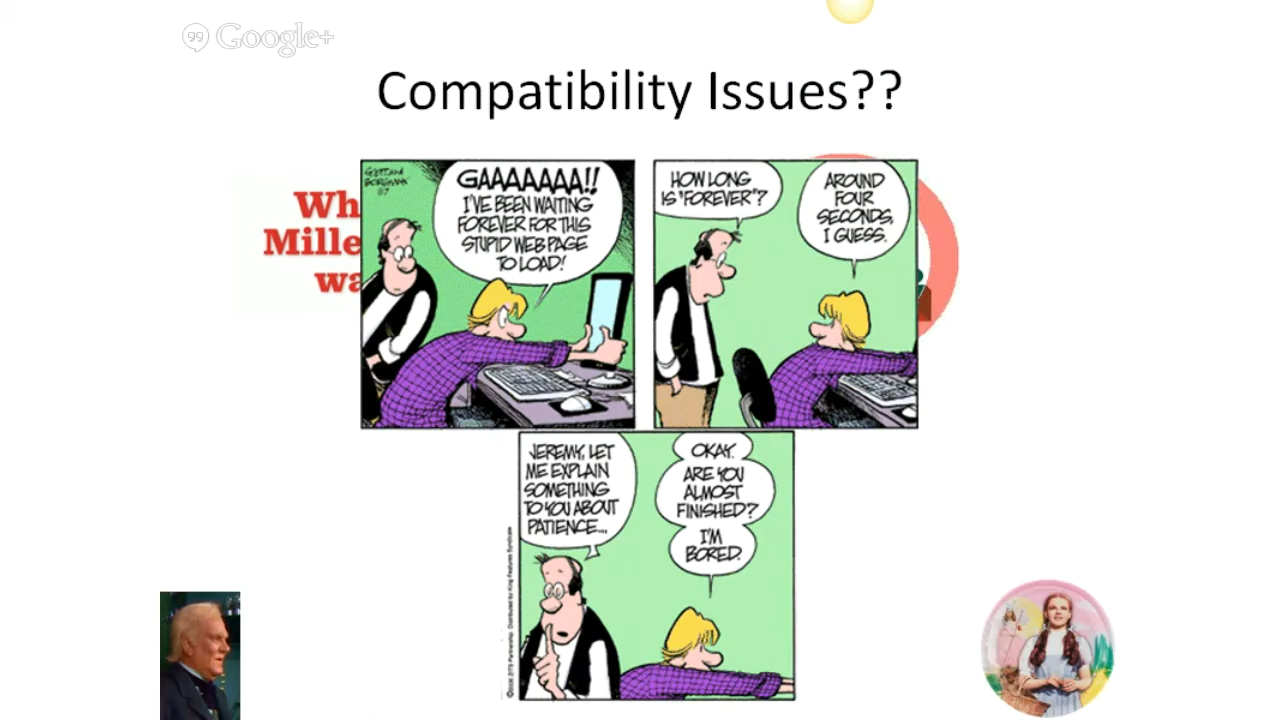 Google+
Compatibility Issues??
Wh
Mille
wa
GAAAAAAA!!
I'VE BEEN WAITING
FOREVER FOR THIS
STUPID WEB PAGE
TO LOAD!
HOW LONG
IS "FOREVER"?
AROUND
FOUR
SECONDS,
I GUESS.
JEREMY, LET
ME EXPLAIN
SOMETHING
TO YOU ABOUT
PATIENCE...
OKAY.
ARE YOU
ALMOST
FINISHED?
I'M
BORED.